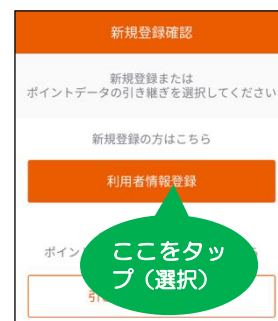 新規登録確認
新規登録または
ポイントデータの引き継ぎを選択してください
新規登録の方はこちら
利用者情報登録
ポイン
ここをタッ
プ（選択）